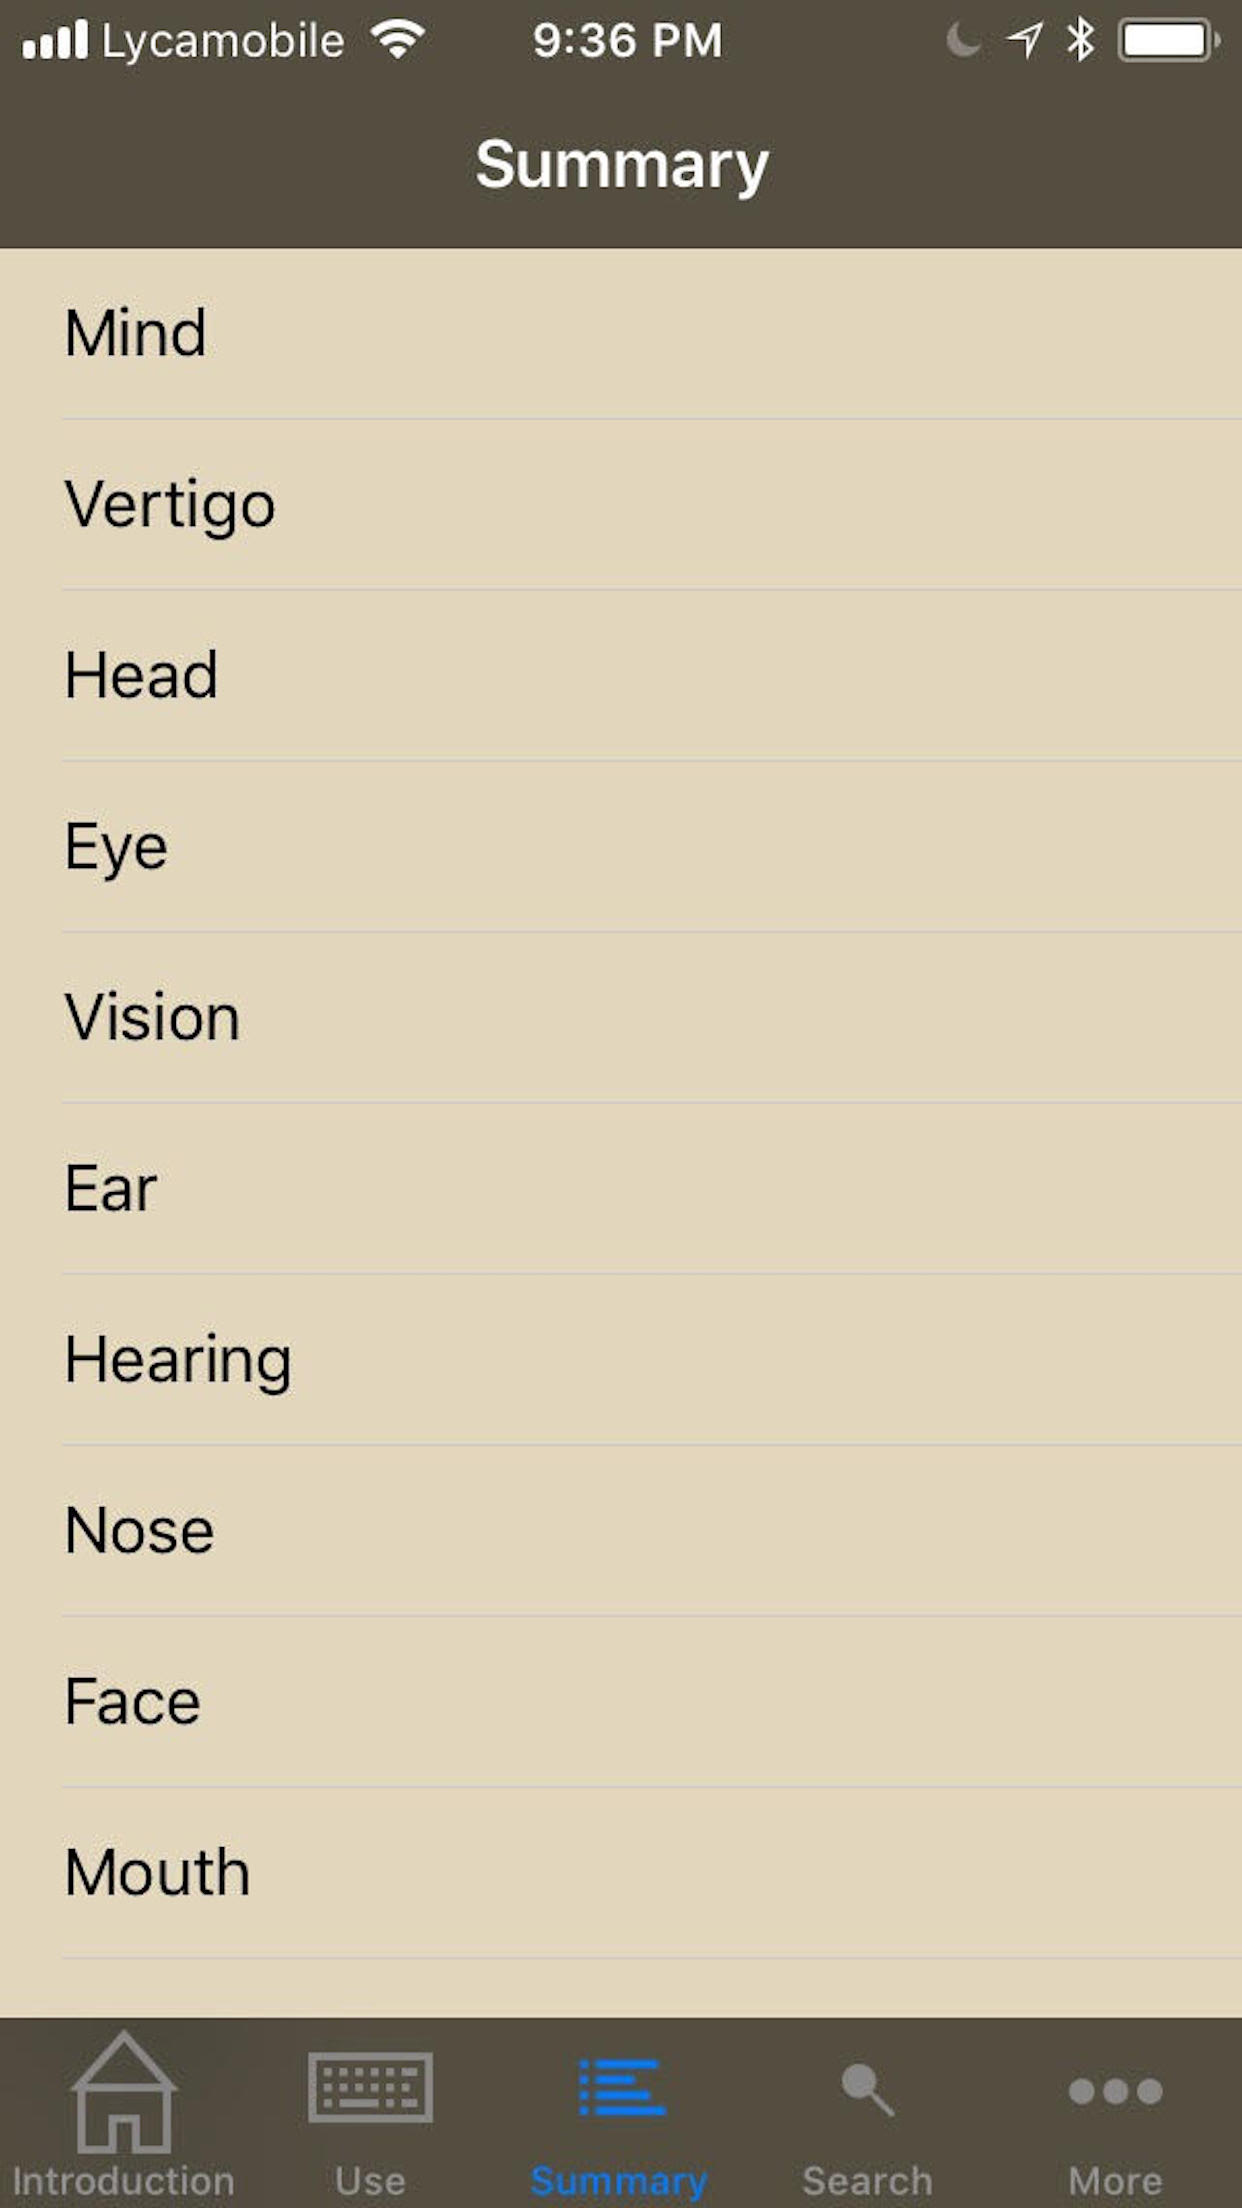 Lycamobile 9:36 PM
Summary
Mind
Vertigo
Head
Eye
Vision
Ear
Hearing
Nose
Face
Mouth
Introduction Use Summary Search More